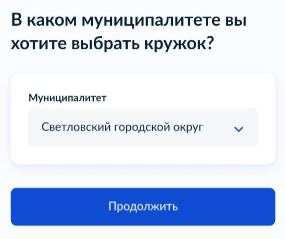 В каком муниципалитете вы
хотите выбрать кружок?
Муниципалитет
Светловский городской округ
Продолжить